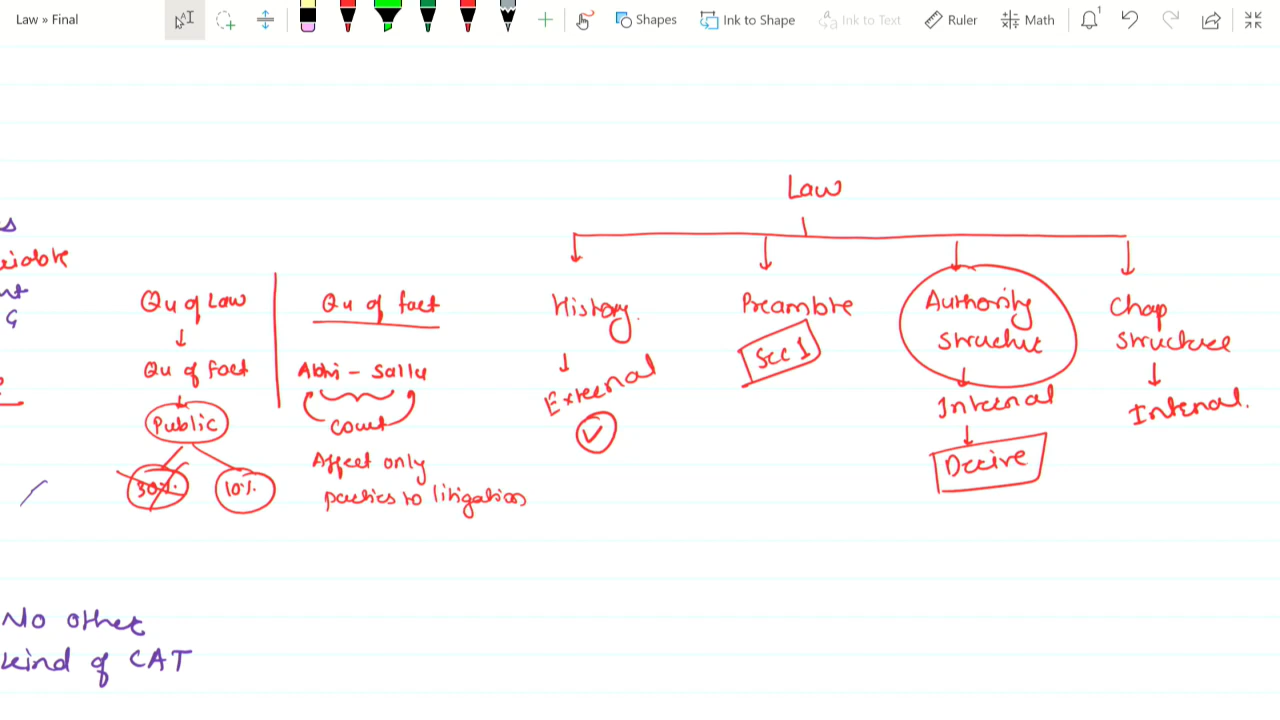 Law » Final
Shapes
Ink to Shape
Ink to Text
Ruler
Math
1
Law
Qu of Law
↓
Qu of fact
Public
30%.
10%.
Qu of fact
Abhi - Sallu
Court
Affect only
parties to litigation
History.
External
Preamble
Sec 1
Authority
Structure
Internal
Decive
Chap
structure
Internal.
No other
kind of CAT